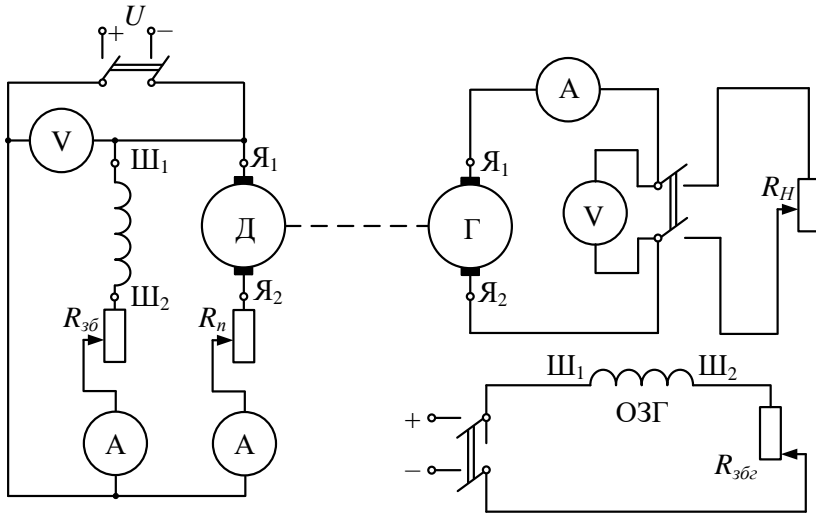 U
+ −
V
A
Ш1 Я1
Я1
RН
Д
Г
V
Ш2 Я2
Я2
Rзб Rп
Ш1 Ш2
ОЗГ
+
A A
−
Rзбг